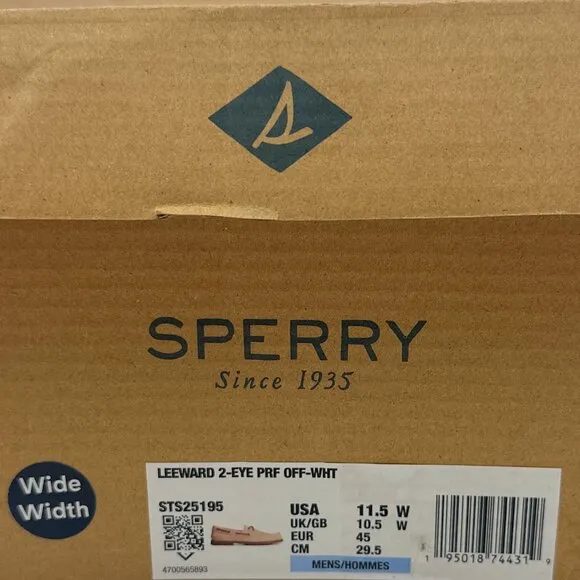 SPERRY
Since 1935
Wide
Width
LEEWARD 2-EYE PRF OFF-WHT
STS25195
USA 11.5 W
UK/GB 10.5 W
EUR 45
CM 29.5
MENS/HOMMES
4700565893
1 95018 74431 9